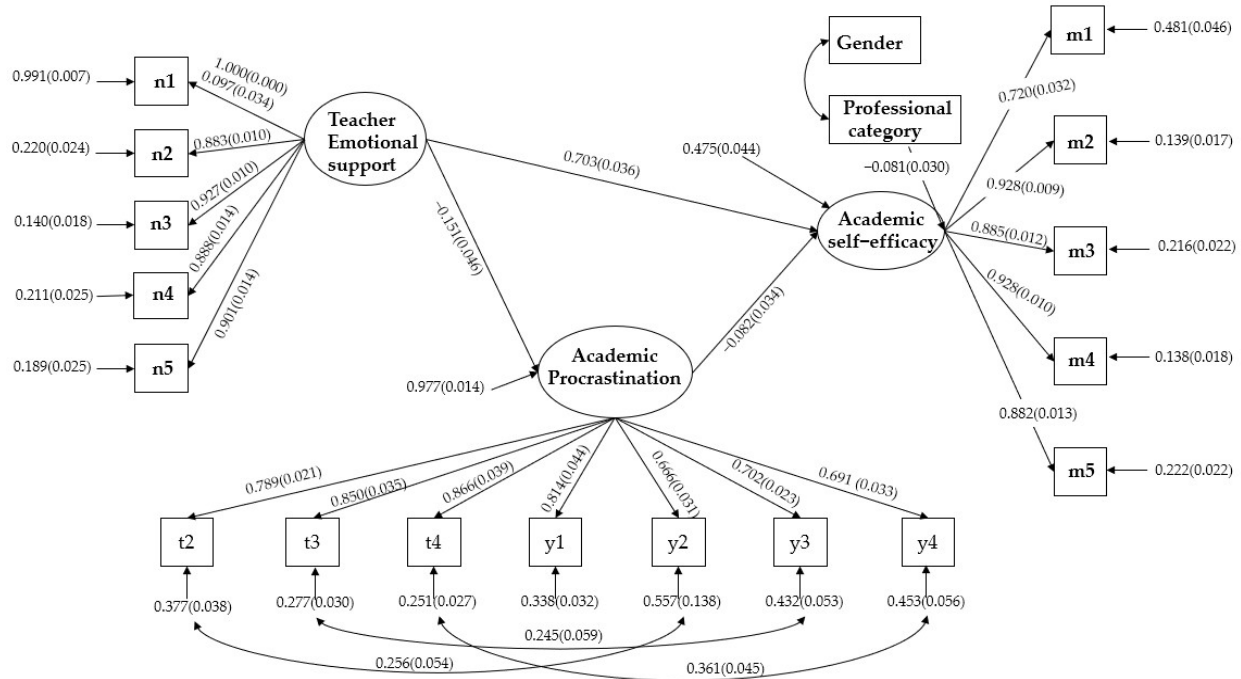 Gender
m1
0.481(0.046)
0.991(0.007)
n1
1.000(0.000)
0.097(0.034)
Teacher
Emotional
support
Professional
category
0.720(0.032)
0.220(0.024)
n2
0.883(0.010)
0.703(0.036)
0.475(0.044)
−0.081(0.030)
m2
0.139(0.017)
0.928(0.009)
0.140(0.018)
n3
0.927(0.010)
−0.151(0.046)
Academic
self−efficacy
0.885(0.012)
m3
0.216(0.022)
0.211(0.025)
n4
0.888(0.014)
0.928(0.010)
0.901(0.014)
−0.082(0.034)
0.189(0.025)
n5
Academic
Procrastination
0.977(0.014)
m4
0.138(0.018)
0.882(0.013)
m5
0.222(0.022)
0.789(0.021)
0.850(0.035)
0.866(0.039)
0.814(0.044)
0.666(0.031)
0.702(0.023)
0.691 (0.033)
t2
t3
t4
y1
y2
y3
y4
0.377(0.038)
0.277(0.030)
0.251(0.027)
0.338(0.032)
0.557(0.138)
0.432(0.053)
0.453(0.056)
0.245(0.059)
0.256(0.054)
0.361(0.045)